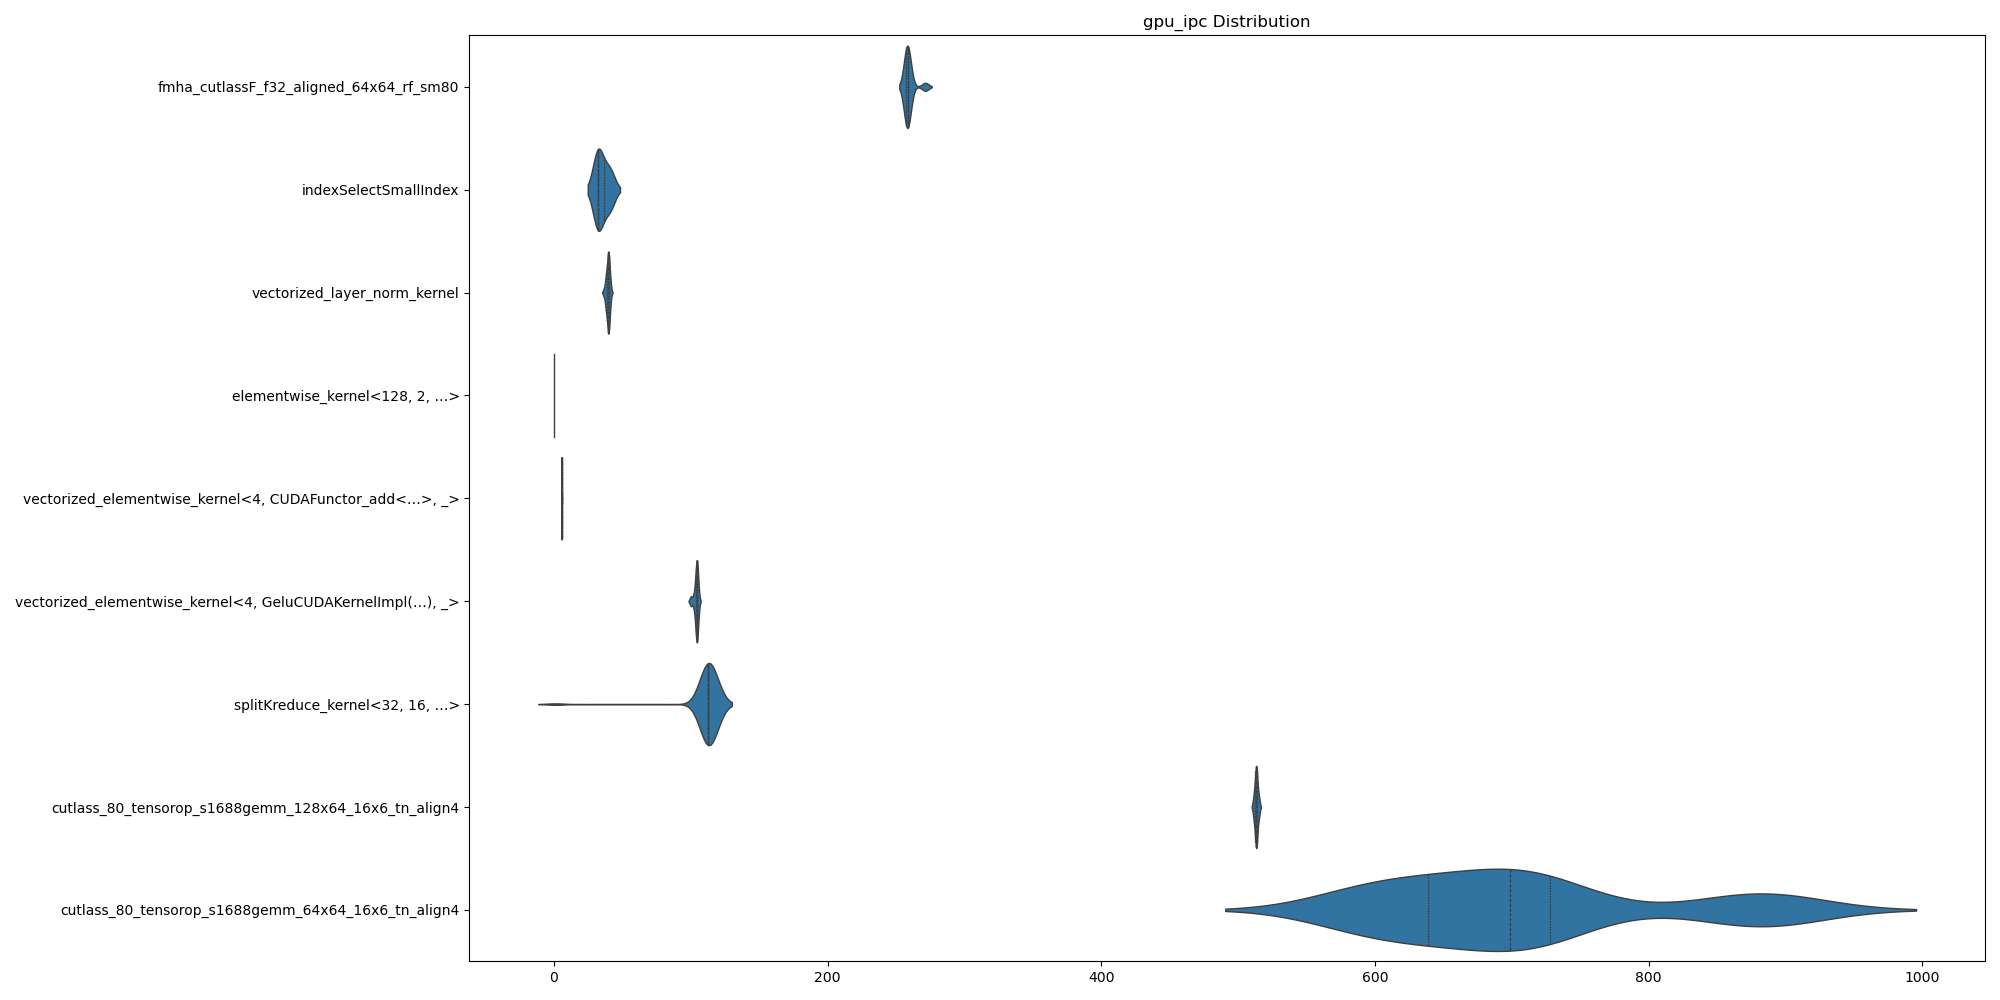 gpu_ipc Distribution
fmha_cutlassF_f32_aligned_64x64_rf_sm80
indexSelectSmallIndex
vectorized_layer_norm_kernel
elementwise_kernel<128, 2, ...>
vectorized_elementwise_kernel<4, CUDAFunctor_add<...>, _>
vectorized_elementwise_kernel<4, GeluCUDAKernelImpl(...), _>
splitKreduce_kernel<32, 16, ...>
cutlass_80_tensorop_s1688gemm_128x64_16x6_tn_align4
cutlass_80_tensorop_s1688gemm_64x64_16x6_tn_align4
0 200 400 600 800 1000